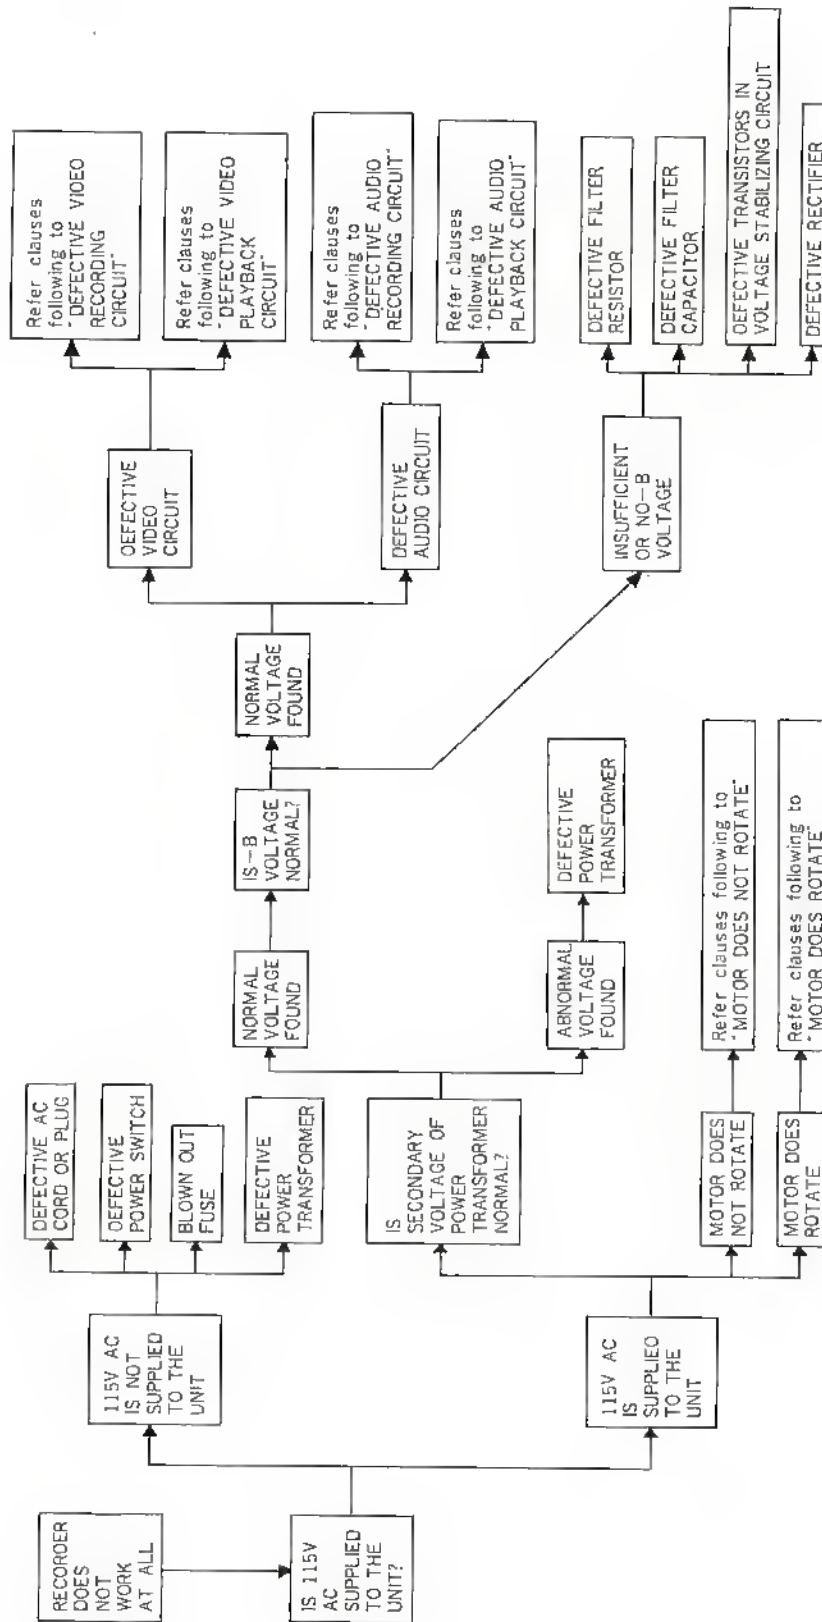 RECORDER
DOES
NOT
WORK
AT ALL
IS 115V
AC
SUPPLIED
TO THE
UNIT?
115V AC
IS NOT
SUPPLIED
TO THE
UNIT
DEFECTIVE AC
CORD OR PLUG
OEFECTIVE
POWER SWITCH
BLOWN OUT
FUSE
DEFECTIVE
POWER
TRANSFORMER
115V AC
IS
SUPPLIEO
TO THE
UNIT
IS
SECONDARY
VOLTAGE OF
POWER
TRANSFORMER
NORMAL?
MOTOR DOES
NOT ROTATE
MOTOR DOES
ROTATE
Refer clauses following to
"MOTOR DOES NOT ROTATE"
Refer clauses following to
"MOTOR DOES ROTATE"
NORMAL
VOLTAGE
FOUND
ABNORMAL
VOLTAGE
FOUND
DEFECTIVE
POWER
TRANSFORMER
IS-B
VOLTAGE
NORMAL?
NORMAL
VOLTAGE
FOUND
OEFECTIVE
VIDEO
CIRCUIT
DEFECTIVE
AUDIO CIRCUIT
INSUFFICIENT
OR NO-B
VOLTAGE
Refer clauses
following to
"DEFECTIVE VIDEO
RECORDING
CIRCUIT"
Refer clauses
following to
"DEFECTIVE VIDEO
PLAYBACK
CIRCUIT"
Refer clauses
following to
"DEFECTIVE AUDIO
RECORDING CIRCUIT"
Refer clauses
following to
"DEFECTIVE AUDIO
PLAYBACK CIRCUIT"
DEFECTIVE FILTER
RESISTOR
DEFECTIVE FILTER
CAPACITOR
OEFECTIVE TRANSISTORS IN
VOLTAGE STABILIZING CIRCUIT
DEFECTIVE RECTIFIER